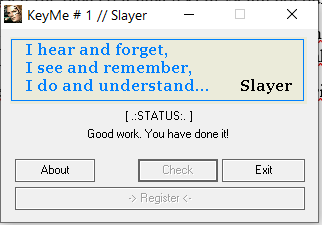 KeyMe # 1 // Slayer
I hear and forget,
I see and remember,
I do and understand... Slayer
[ .:STATUS:. ]
Good work. You have done it!
About Check Exit
-> Register <-